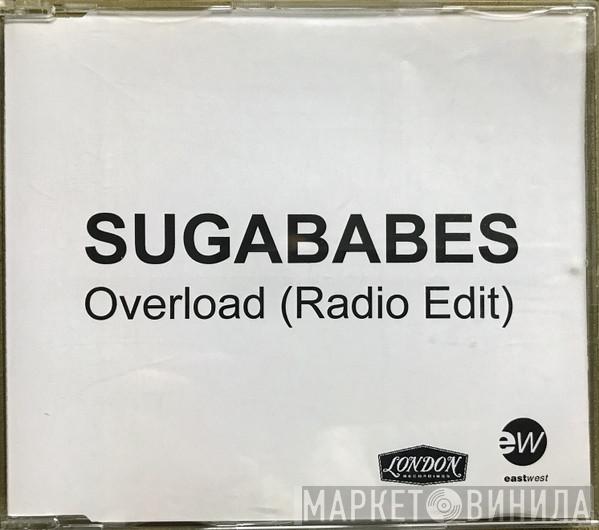 SUGABABES
Overload (Radio Edit)
LONDON
RECORDINGS
ew
eastwest
МАРКЕТ ВИНИЛА